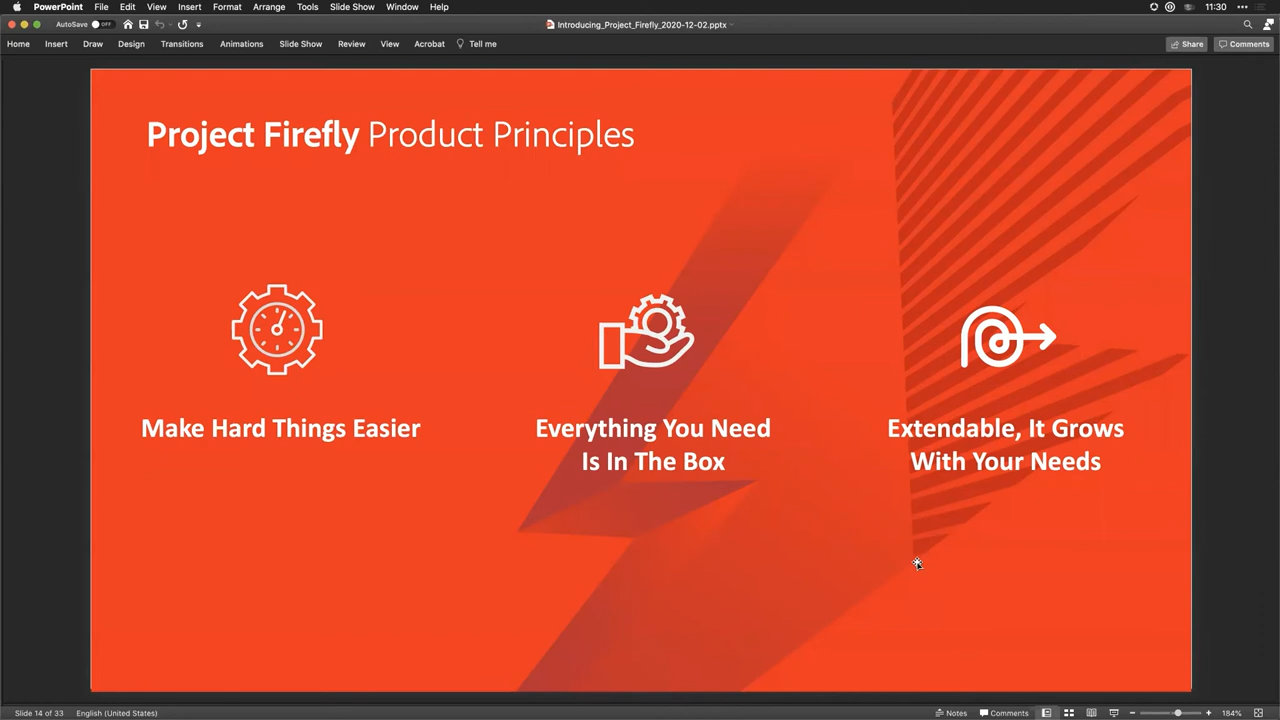 PowerPoint File Edit View Insert Format Arrange Tools Slide Show Window Help 11:30
AutoSave OFF Introducing_Project_Firefly_2020-12-02.pptx
Home Insert Draw Design Transitions Animations Slide Show Review View Acrobat Tell me Share Comments
Project Firefly Product Principles
Make Hard Things Easier
Everything You Need
Is In The Box
Extendable, It Grows
With Your Needs
Slide 14 of 33 English (United States) Notes Comments 184%